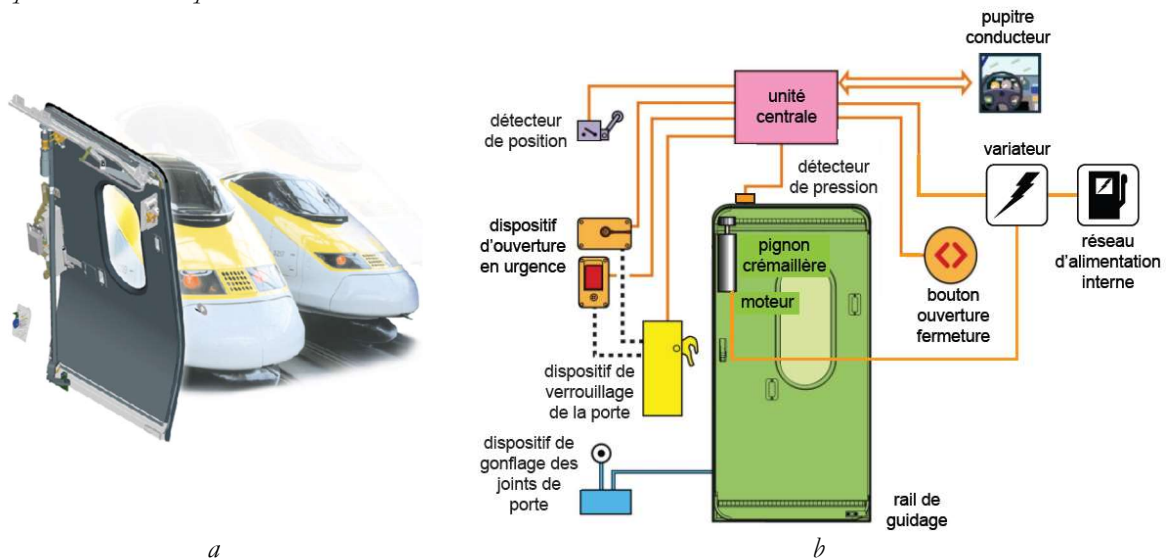 pupitre
conducteur
unité
centrale
détecteur
de position
variateur
détecteur
de pression
dispositif
d'ouverture
en urgence
pignon
crémaillère
moteur
bouton
ouverture
fermeture
réseau
d'alimentation
interne
dispositif de
verrouillage
de la porte
dispositif de
gonflage des
joints de
porte
rail de
guidage
a
b